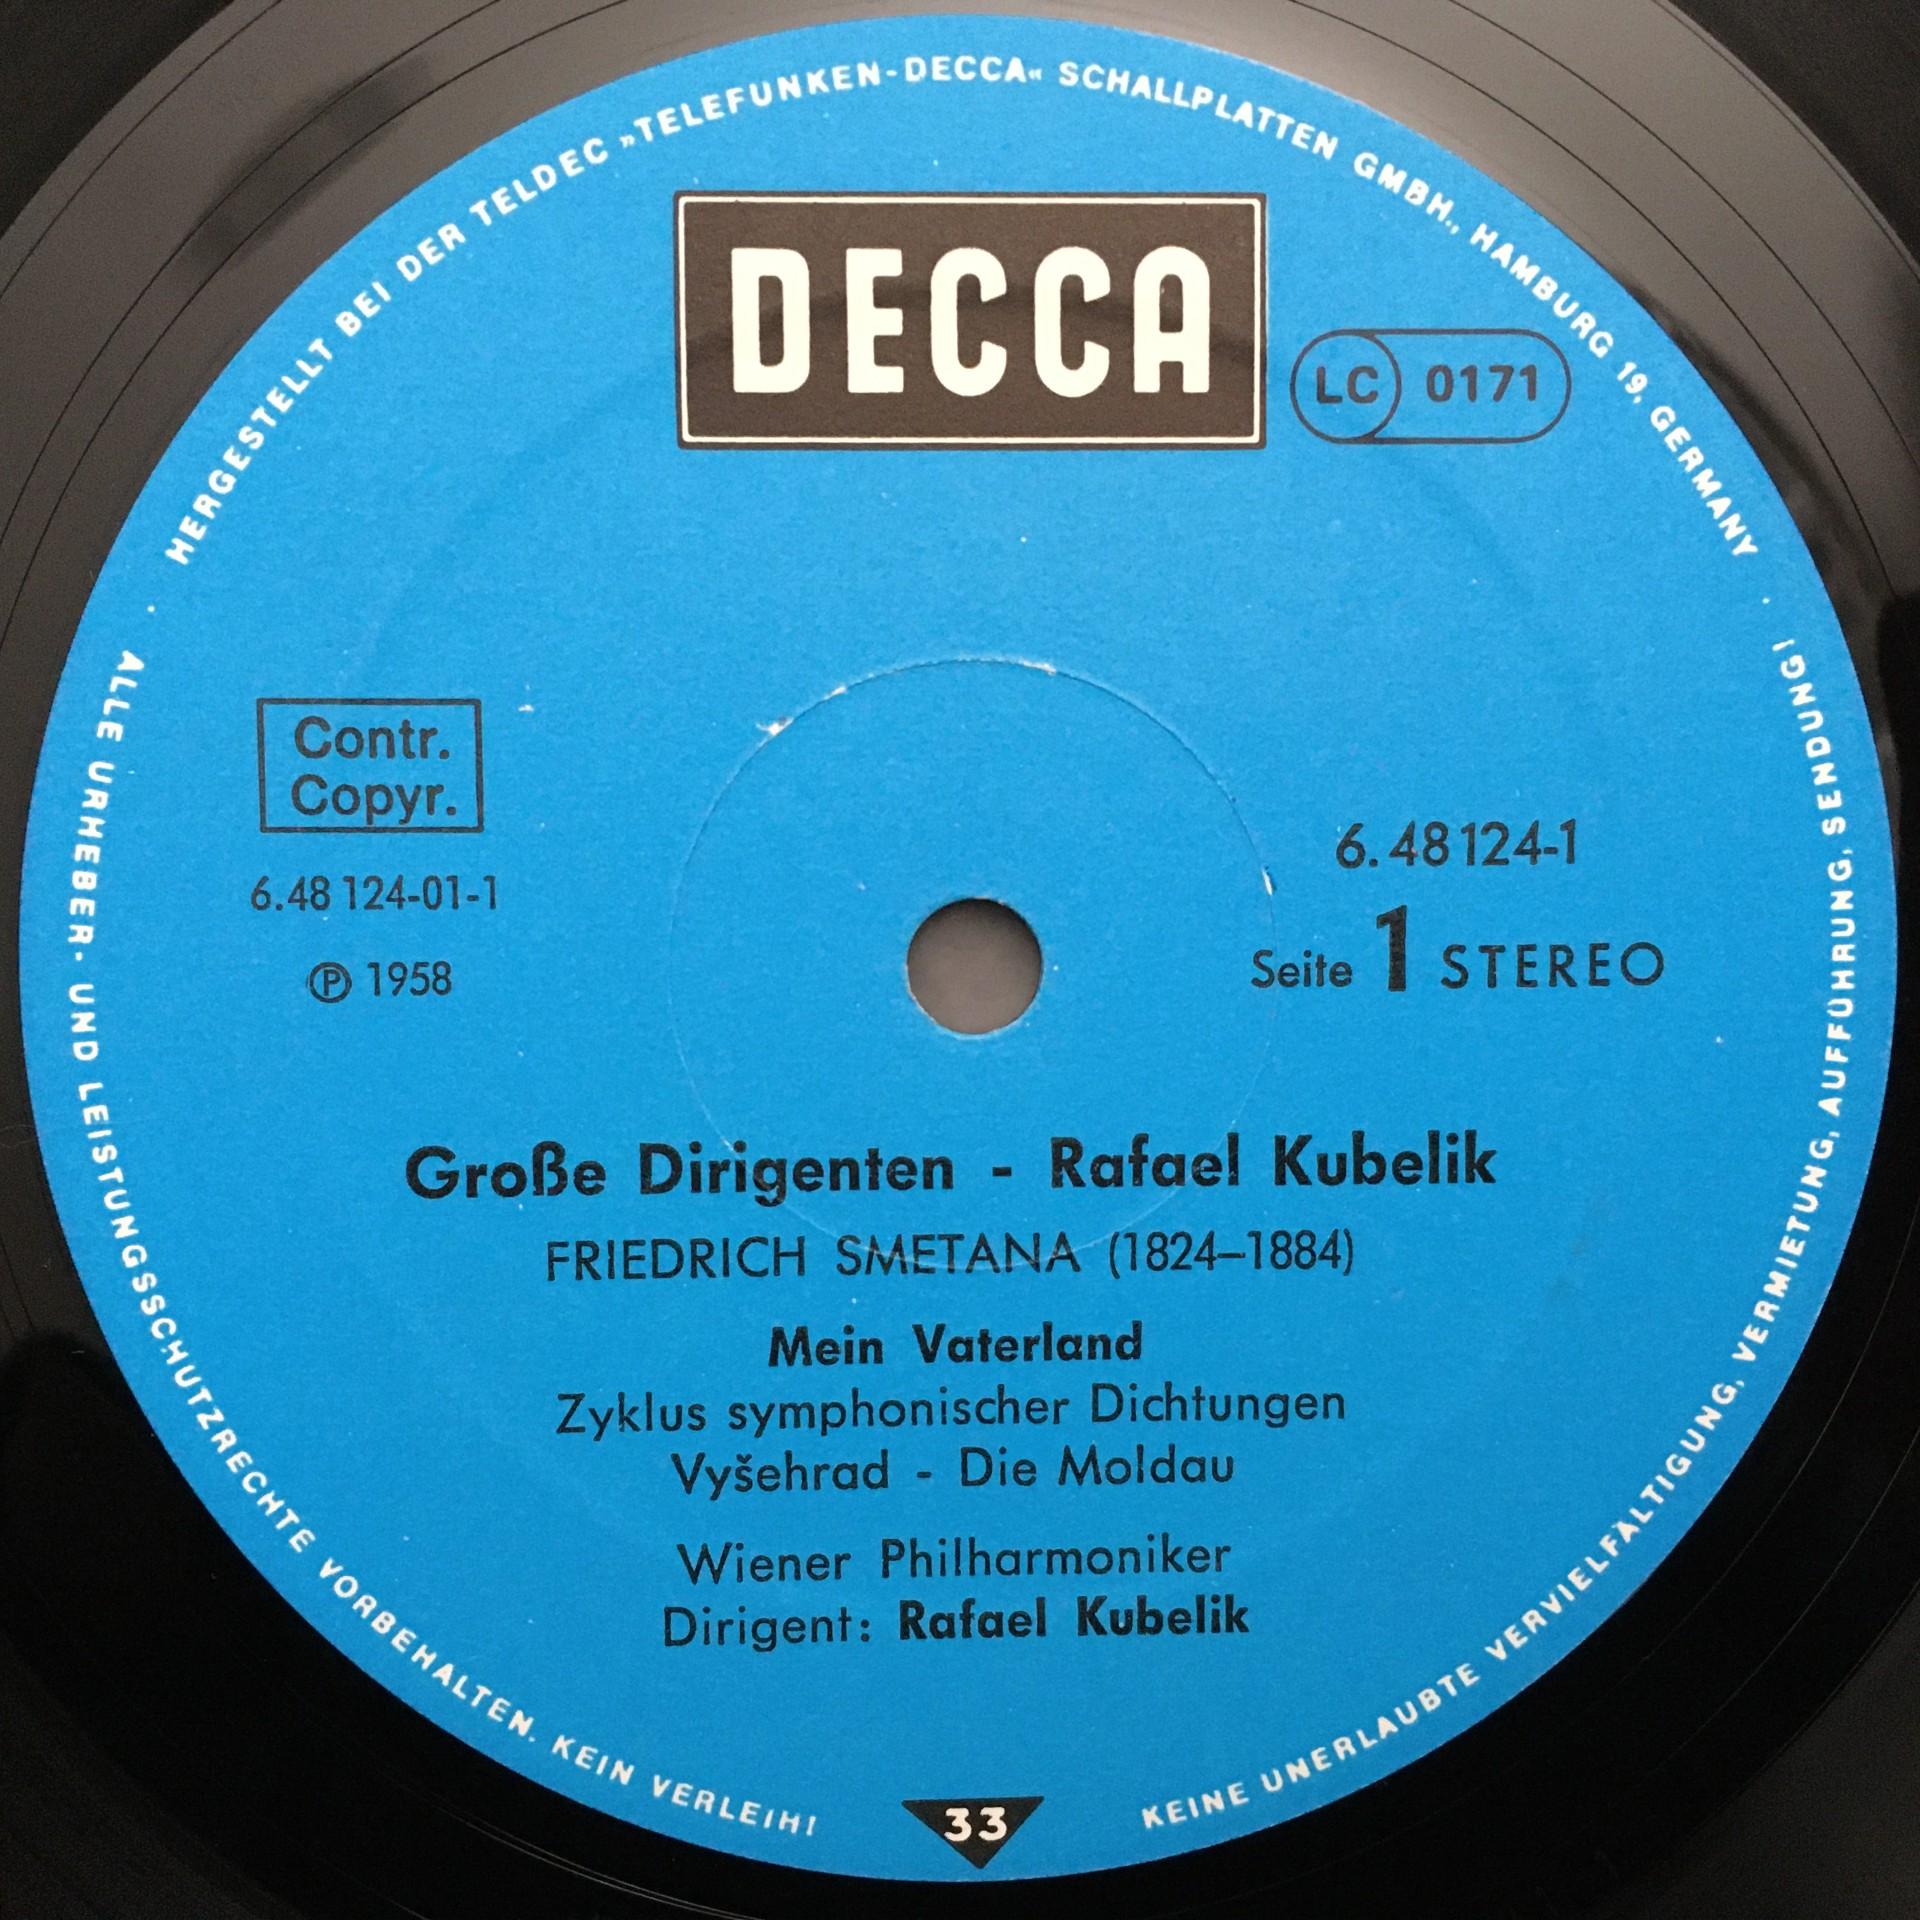 HERGESTELLT BEI DER TELDEC »TELEFUNKEN-DECCA« SCHALLPLATTEN GMBH., HAMBURG 19, GERMANY
DECCA
LC 0171
Contr.
Copyr.
6.48 124-01-1
℗ 1958
6.48124-1
Seite 1 STEREO
Große Dirigenten - Rafael Kubelik
FRIEDRICH SMETANA (1824–1884)
Mein Vaterland
Zyklus symphonischer Dichtungen
Vyšehrad - Die Moldau
Wiener Philharmoniker
Dirigent: Rafael Kubelik
ALLE URHEBER- UND LEISTUNGSSCHUTZRECHTE VORBEHALTEN. KEIN VERLEIH!
33
KEINE UNERLAUBTE VERVIELFÄLTIGUNG, VERMIETUNG, AUFFÜHRUNG, SENDUNG!